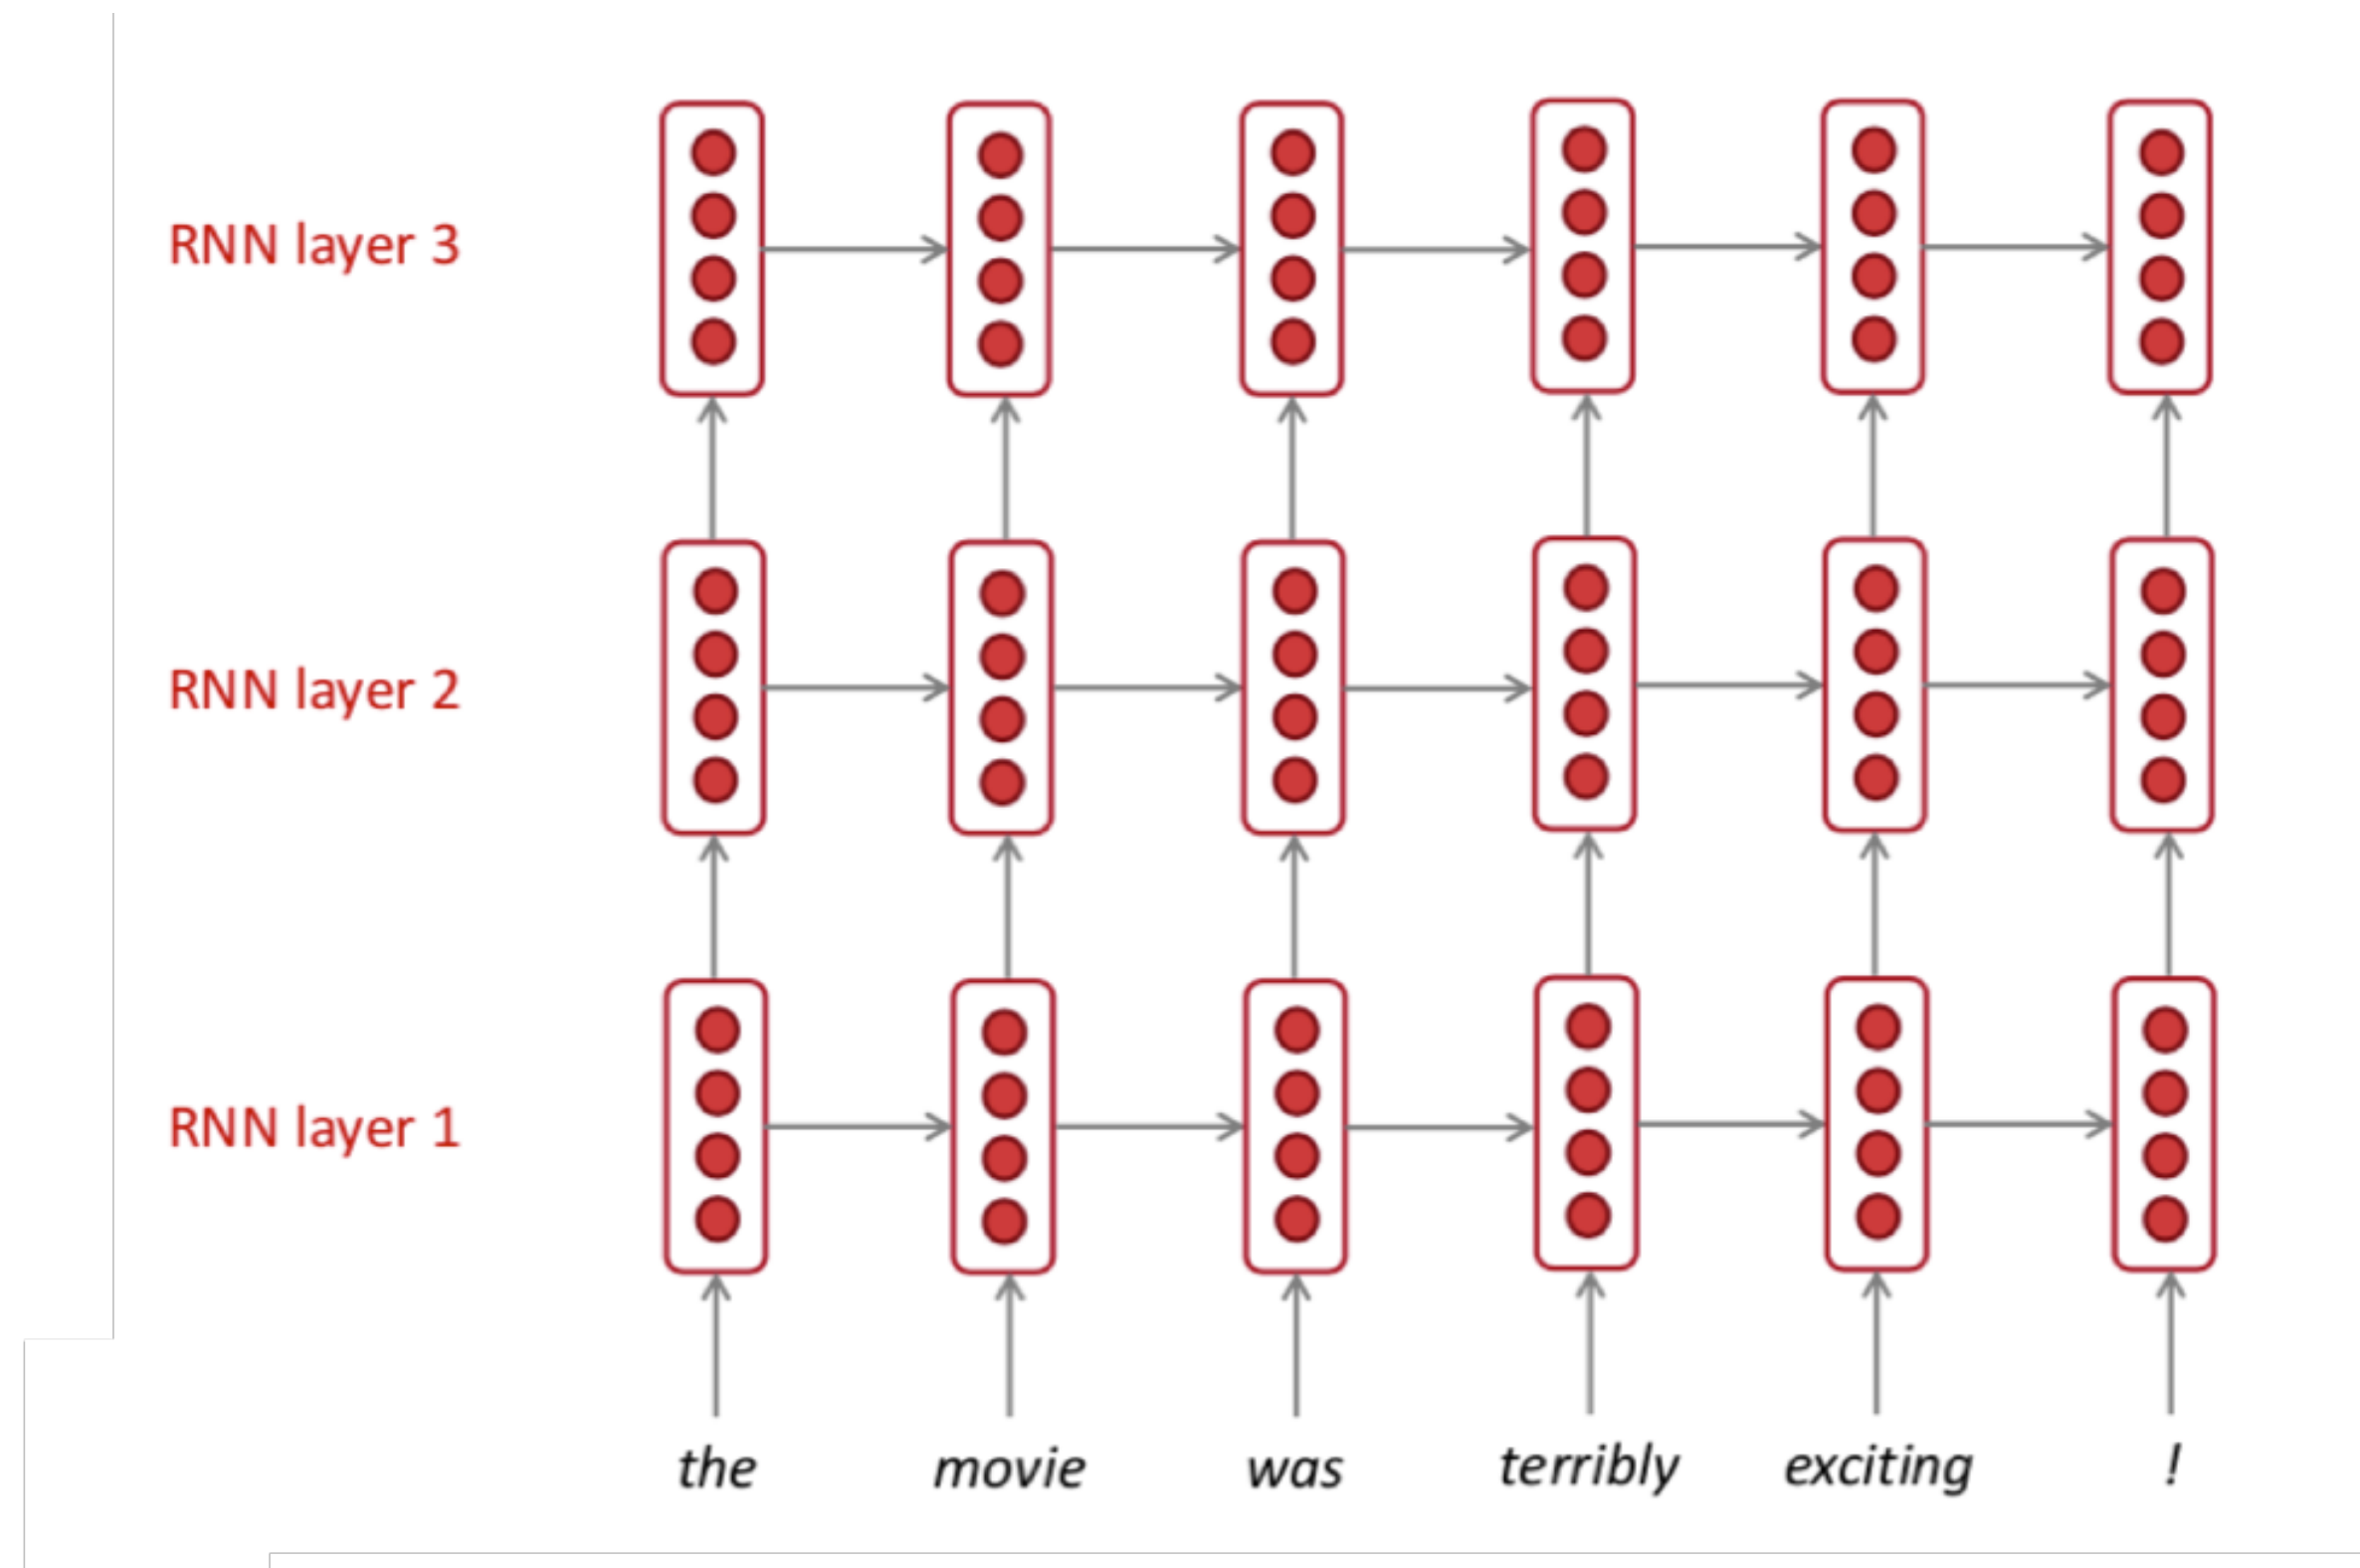 RNN layer 3
RNN layer 2
RNN layer 1
the movie was terribly exciting !